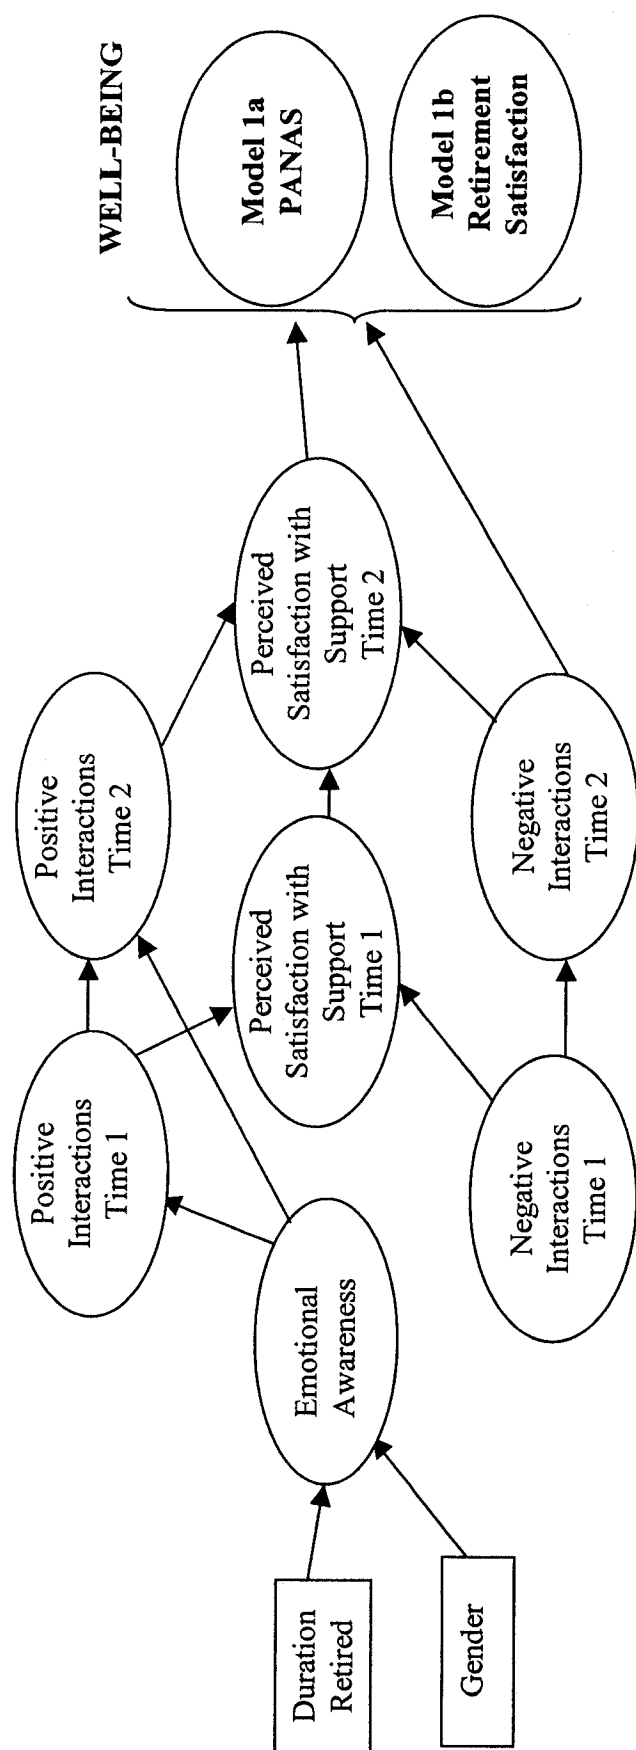 Duration
Retired
Gender
Emotional
Awareness
Positive
Interactions
Time 1
Negative
Interactions
Time 1
Perceived
Satisfaction with
Support
Time 1
Positive
Interactions
Time 2
Negative
Interactions
Time 2
Perceived
Satisfaction with
Support
Time 2
WELL-BEING
Model 1a
PANAS
Model 1b
Retirement
Satisfaction